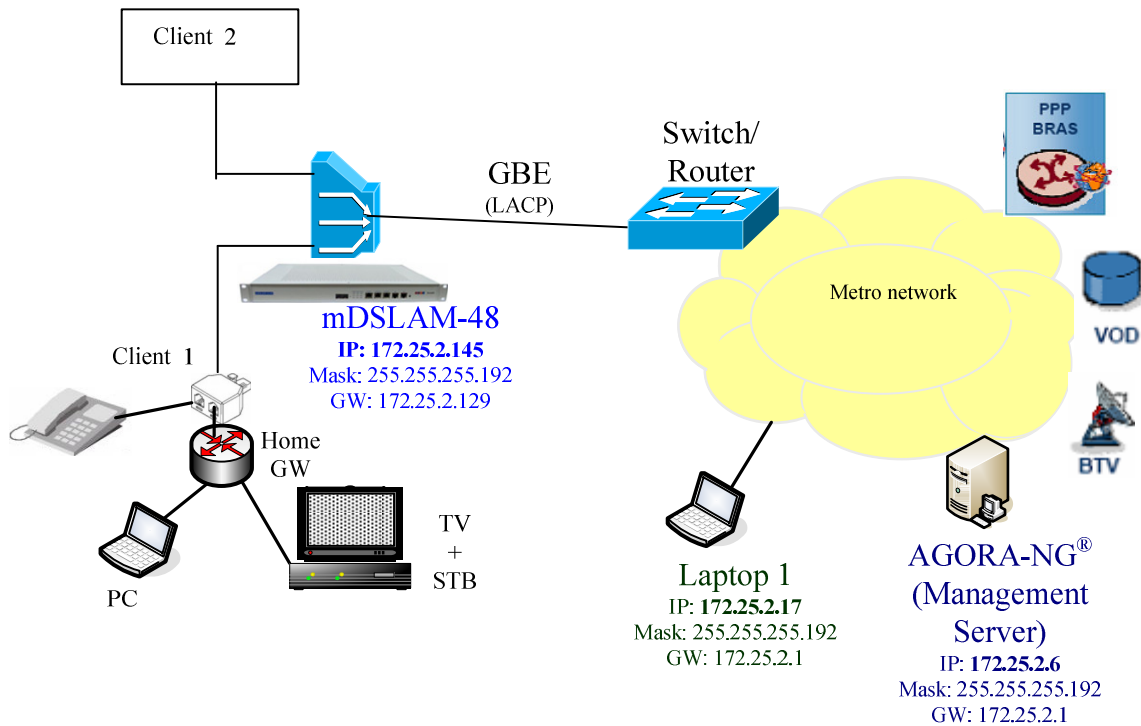 Client 2
PPP
BRAS
Switch/
Router
GBE
(LACP)
Metro network
VOD
mDSLAM-48
IP: 172.25.2.145
Mask: 255.255.255.192
GW: 172.25.2.129
Client 1
Home
GW
BTV
TV
+
STB
PC
Laptop 1
IP: 172.25.2.17
Mask: 255.255.255.192
GW: 172.25.2.1
AGORA-NG®
(Management
Server)
IP: 172.25.2.6
Mask: 255.255.255.192
GW: 172.25.2.1